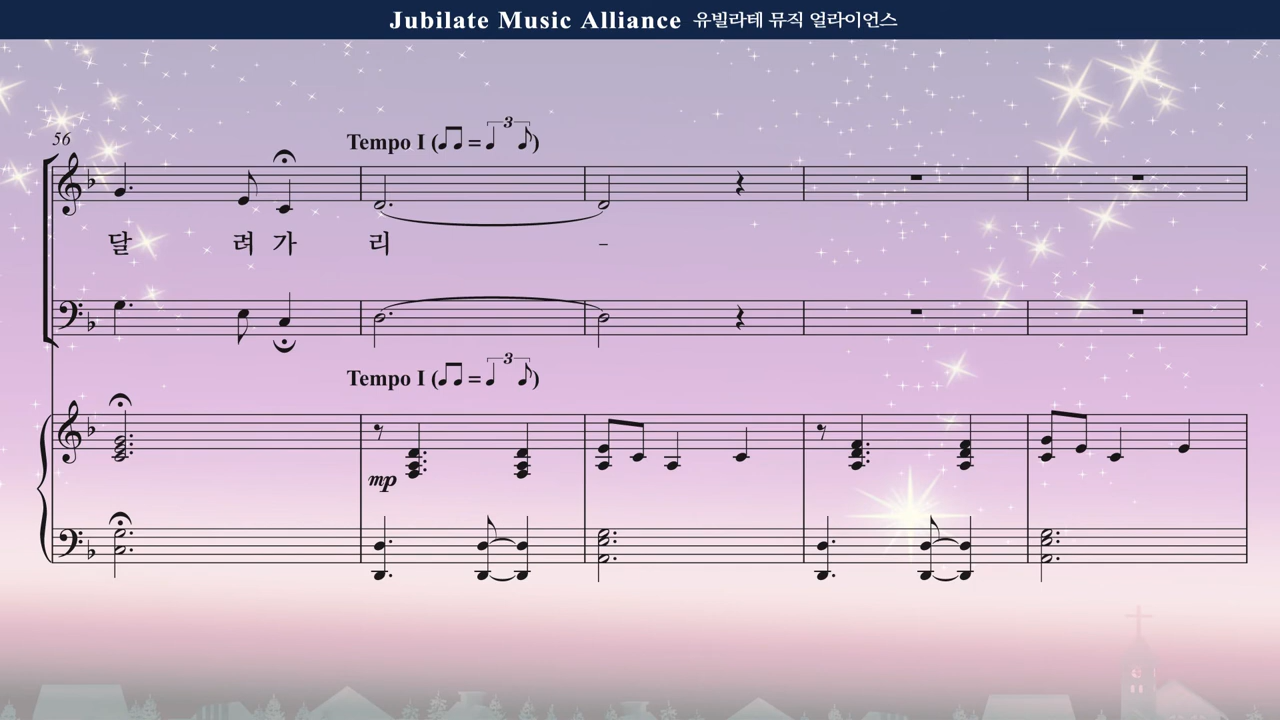 Jubilate Music Alliance 유빌라테 뮤직 얼라이언스
56
Tempo I (♫ = ♩ 3 ♪)
달 려 가 리 -
Tempo I (♫ = ♩ 3 ♪)
mp